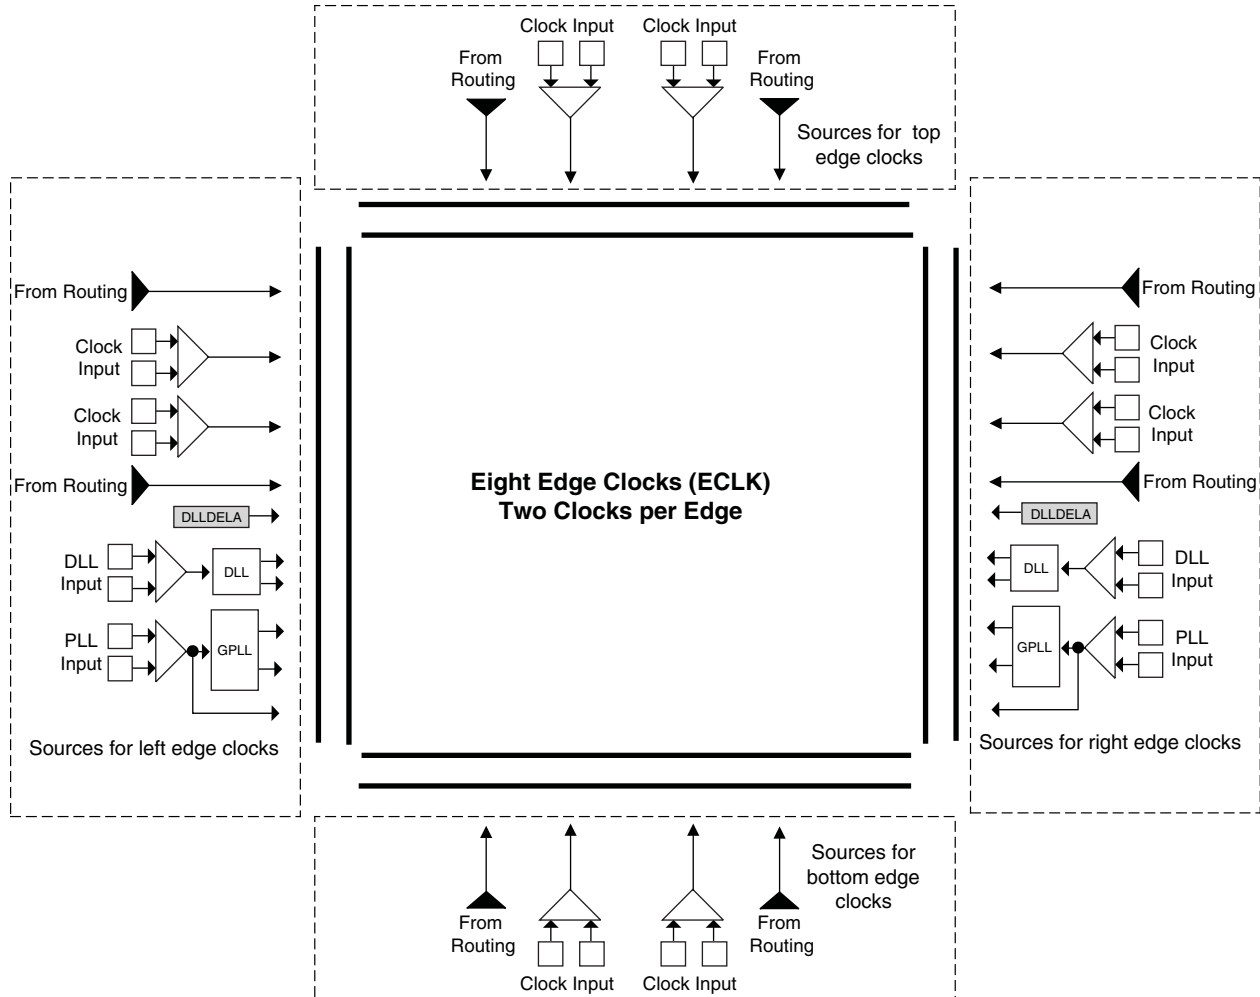 Clock Input
Clock Input
From
Routing
From
Routing
Sources for top
edge clocks
From Routing
Clock
Input
Clock
Input
From Routing
DLLDELA
DLL
Input
DLL
PLL
Input
GPLL
Sources for left edge clocks
Eight Edge Clocks (ECLK)
Two Clocks per Edge
From Routing
Clock
Input
Clock
Input
From Routing
DLLDELA
DLL
DLL
Input
GPLL
PLL
Input
Sources for right edge clocks
Sources for
bottom edge
clocks
From
Routing
From
Routing
Clock Input
Clock Input